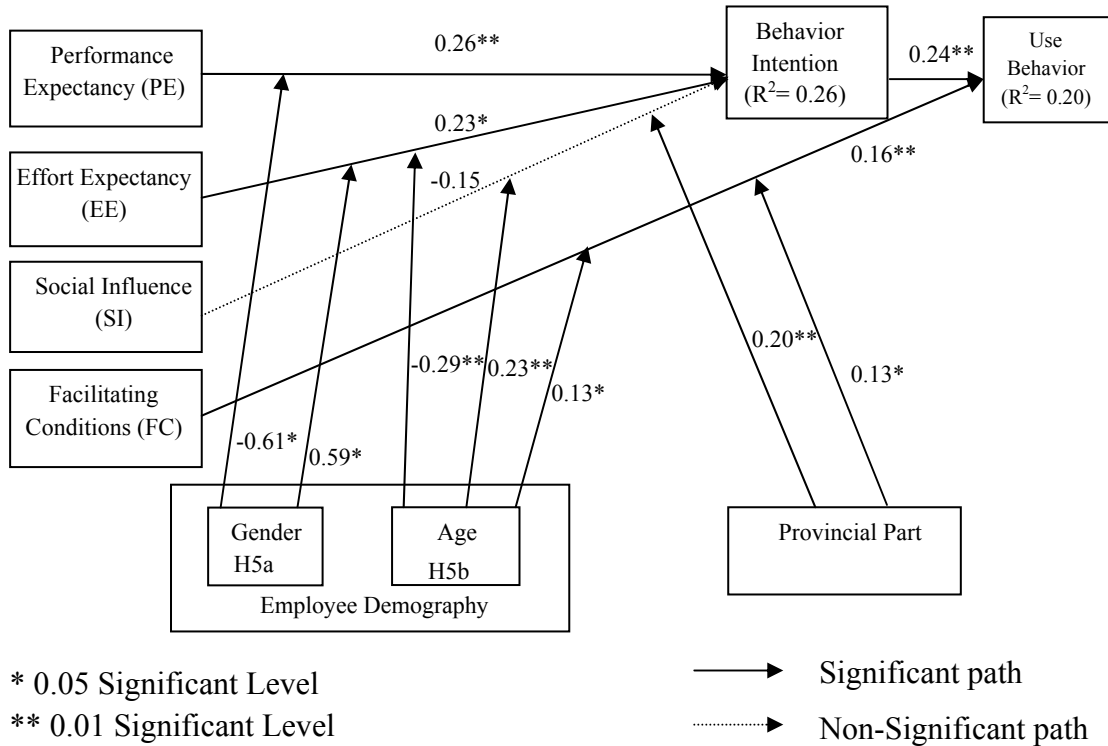 Performance
Expectancy (PE)
0.26**
Behavior
Intention
(R2= 0.26)
0.24**
Use
Behavior
(R2= 0.20)
Effort Expectancy
(EE)
0.23*
-0.15
0.16**
Social Influence
(SI)
Facilitating
Conditions (FC)
-0.61*
0.59*
-0.29**
0.23**
0.13*
0.20**
0.13*
Gender
H5a
Age
H5b
Employee Demography
Provincial Part
* 0.05 Significant Level
** 0.01 Significant Level
Significant path
Non-Significant path